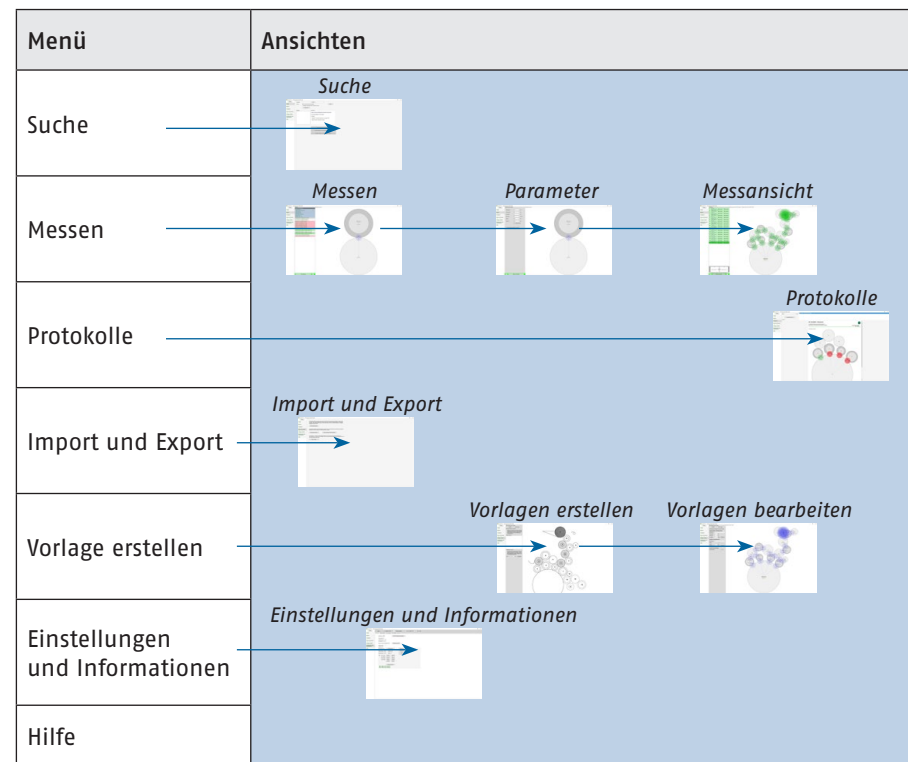 Menü
Ansichten
Suche
Suche
Messen
Messen
Parameter
Messansicht
Protokolle
Protokolle
Import und Export
Import und Export
Vorlage erstellen
Vorlagen erstellen
Vorlagen bearbeiten
Einstellungen
und Informationen
Einstellungen und Informationen
Hilfe